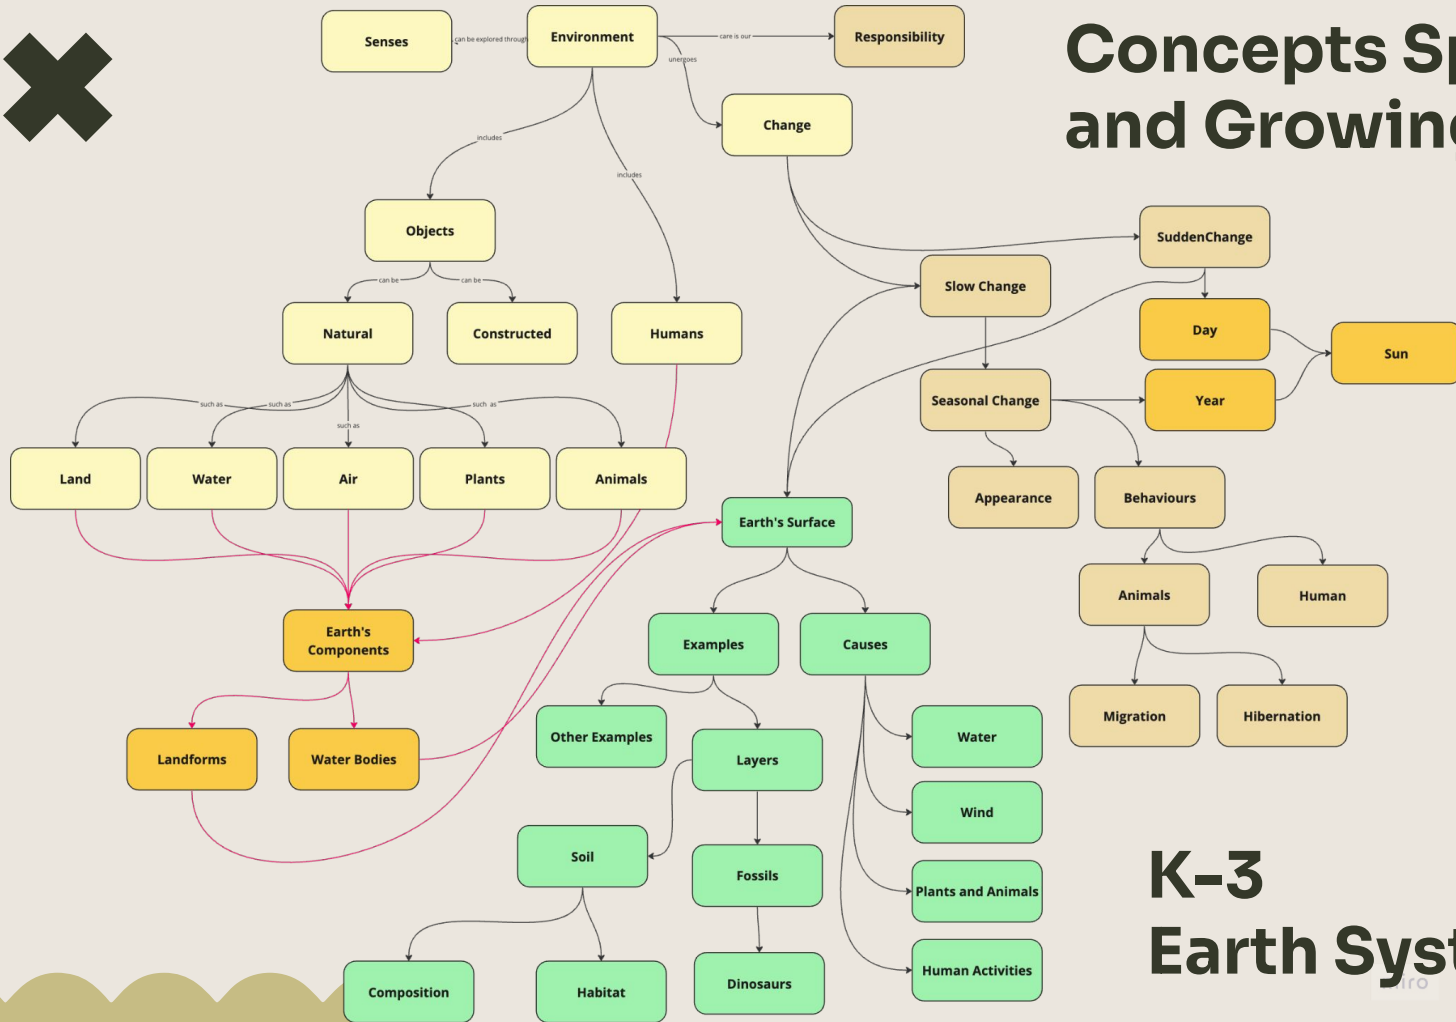 Concepts Sp
and Growing
Senses
can be explored through
Environment
care is our
Responsibility
unergoes
Change
includes
includes
Objects
SuddenChange
can be
can be
Slow Change
Natural
Constructed
Humans
Day
Sun
Seasonal Change
Year
such as
such as
such as
such as
Land
Water
Air
Plants
Animals
Appearance
Behaviours
Earth's Surface
Animals
Human
Earth's
Components
Examples
Causes
Migration
Hibernation
Landforms
Water Bodies
Other Examples
Layers
Water
Wind
Soil
Fossils
Plants and Animals
Human Activities
Composition
Habitat
Dinosaurs
K-3
Earth Syst
miro